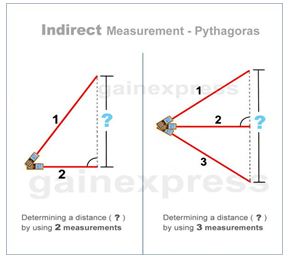 Indirect Measurement - Pythagoras
1
2
?
gainexpress
Determining a distance ( ? )
by using 2 measurements
1
2
3
?
gainexpress
Determining a distance ( ? )
by using 3 measurements